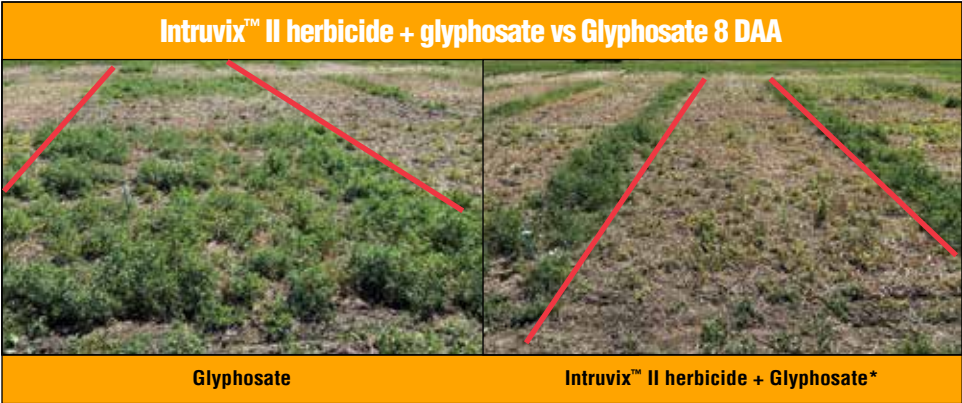 Intruvix™ II herbicide + glyphosate vs Glyphosate 8 DAA
Glyphosate
Intruvix™ II herbicide + Glyphosate*